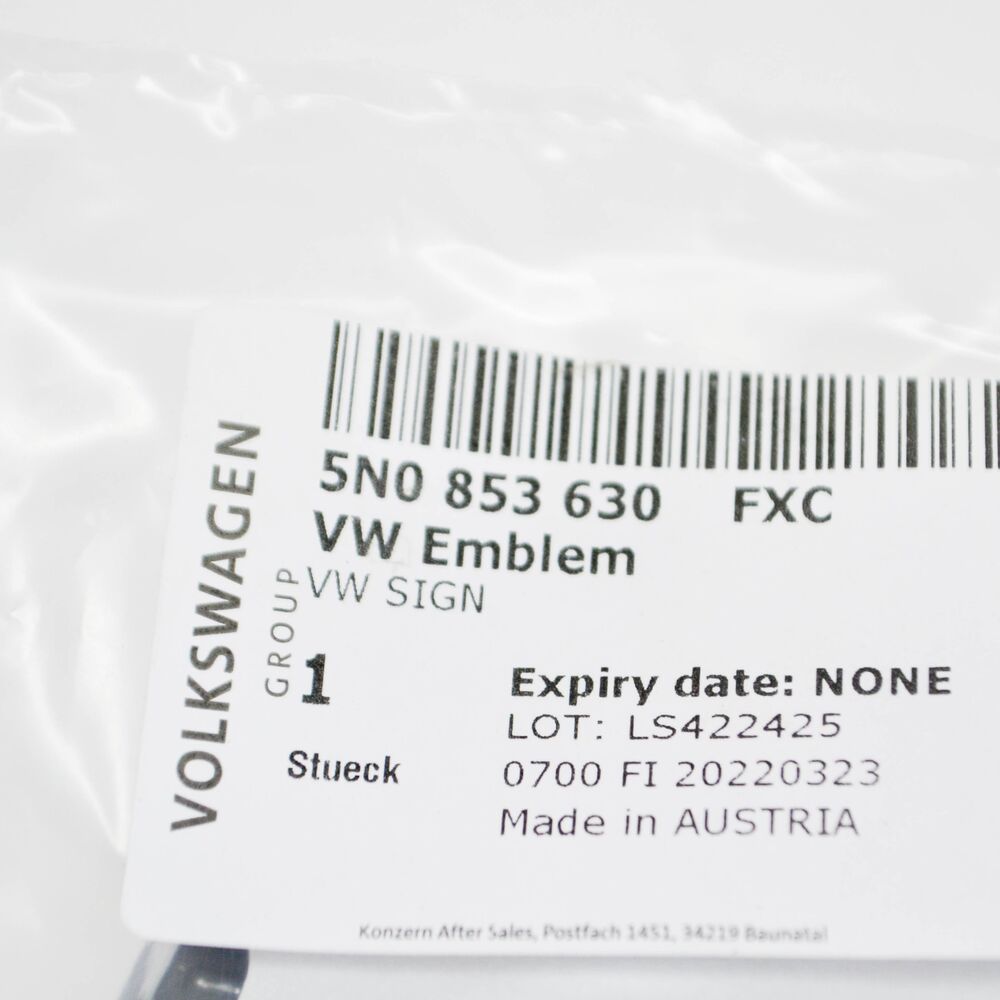 VOLKSWAGEN
GROUP
5N0 853 630 FXC
VW Emblem
VW SIGN
1
Stueck
Expiry date: NONE
LOT: LS422425
0700 FI 20220323
Made in AUSTRIA
Konzern After Sales, Postfach 1451, 34219 Baunatal